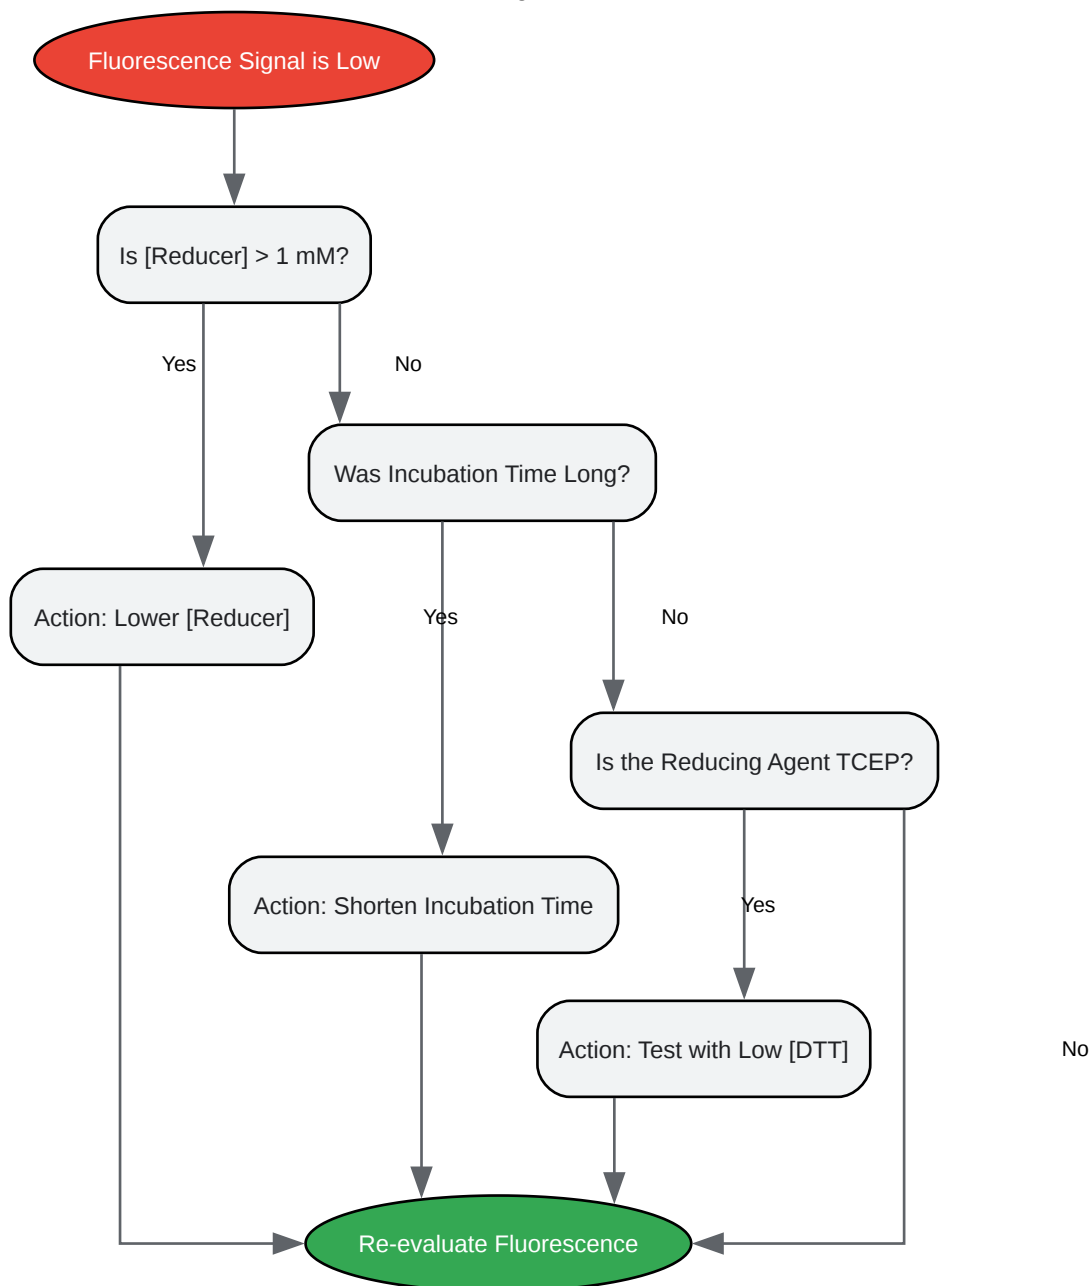 Fluorescence Signal is Low
Is [Reducer] > 1 mM?
Yes
No
Was Incubation Time Long?
Action: Lower [Reducer]
Yes
No
Is the Reducing Agent TCEP?
Action: Shorten Incubation Time
Yes
Action: Test with Low [DTT]
No
Re-evaluate Fluorescence